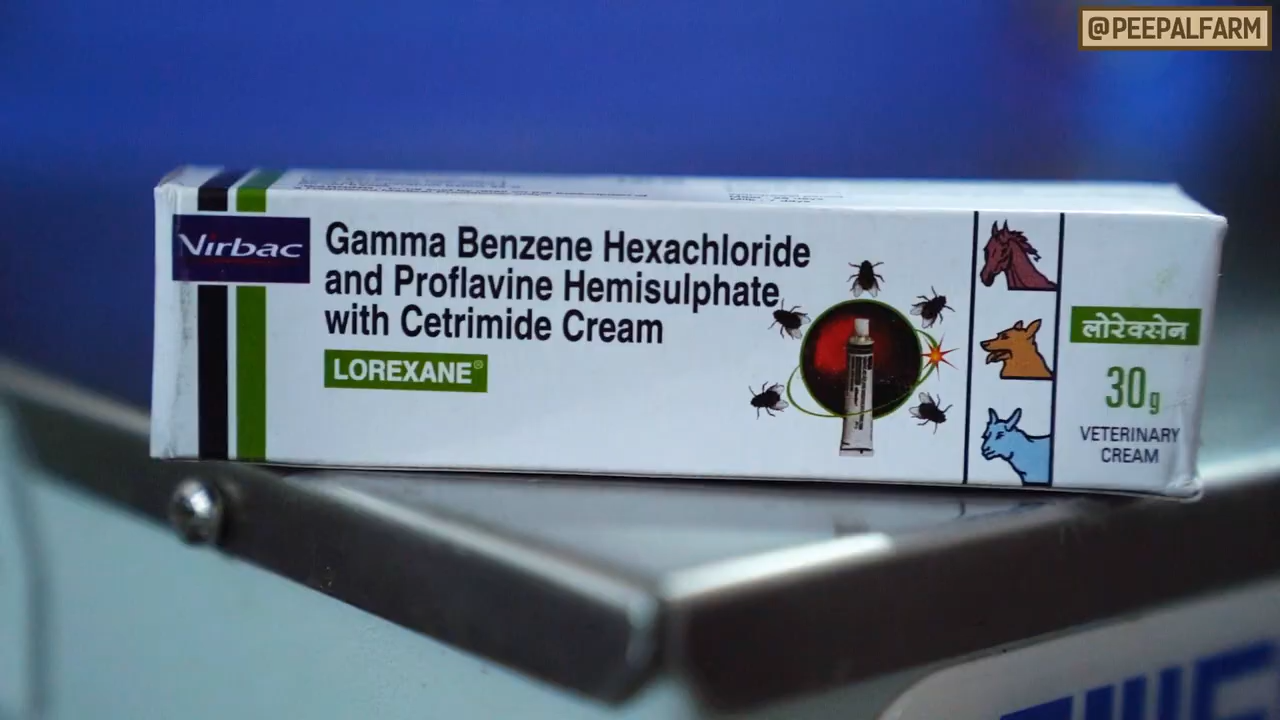 @PEEPALFARM
Virbac
Gamma Benzene Hexachloride
and Proflavine Hemisulphate
with Cetrimide Cream
LOREXANE®
लोरेक्सेन
30g
VETERINARY
CREAM